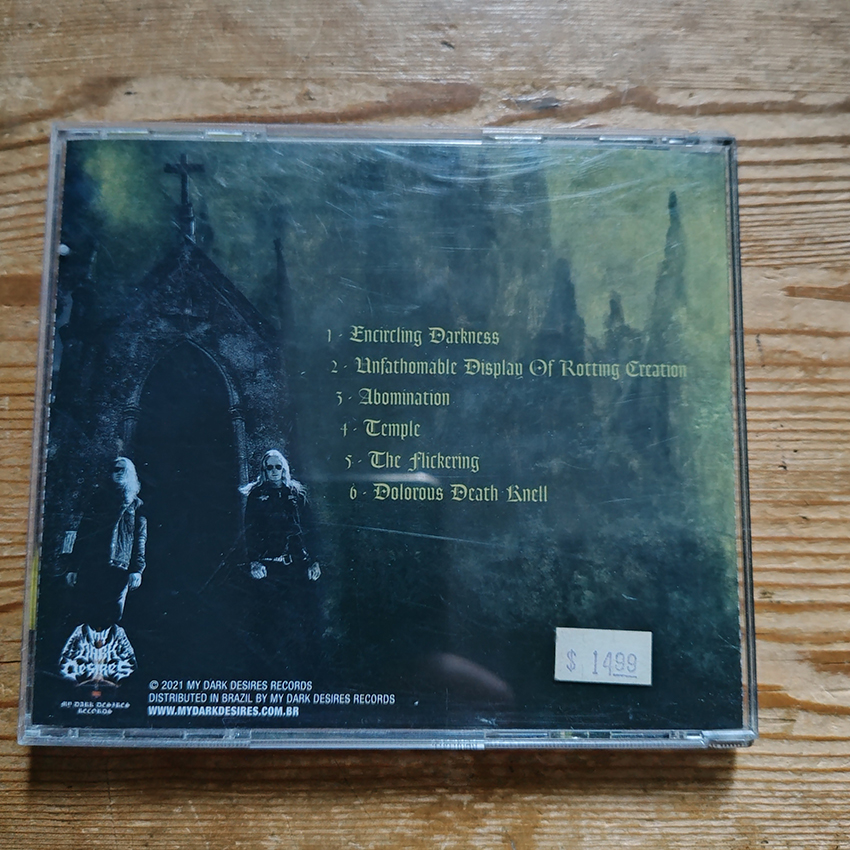 1 - Encircling Darkness
2 - Unfathomable Display Of Rotting Creation
3 - Abomination
4 - Temple
5 - The Flickering
6 - Dolorous Death Knell
$ 14.99
My
Dark
Desires
MY DARK DESIRES
RECORDS
© 2021 MY DARK DESIRES RECORDS
DISTRIBUTED IN BRAZIL BY MY DARK DESIRES RECORDS
WWW.MYDARKDESIRES.COM.BR